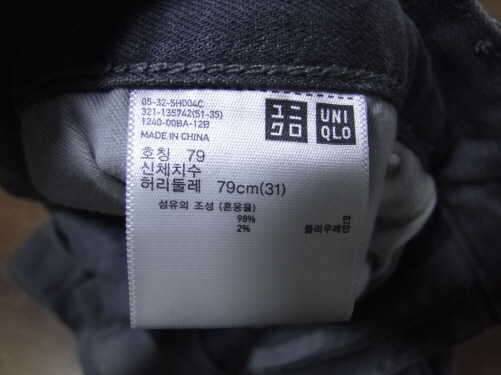 05-32-5H004C
321-135742(51-35)
1240-00BA-12B
MADE IN CHINA
ユニ
クロ
UNI
QLO
호칭 79
신체치수
허리둘레 79cm(31)
섬유의 조성 (혼용율)
98% 면
2% 폴리우레탄